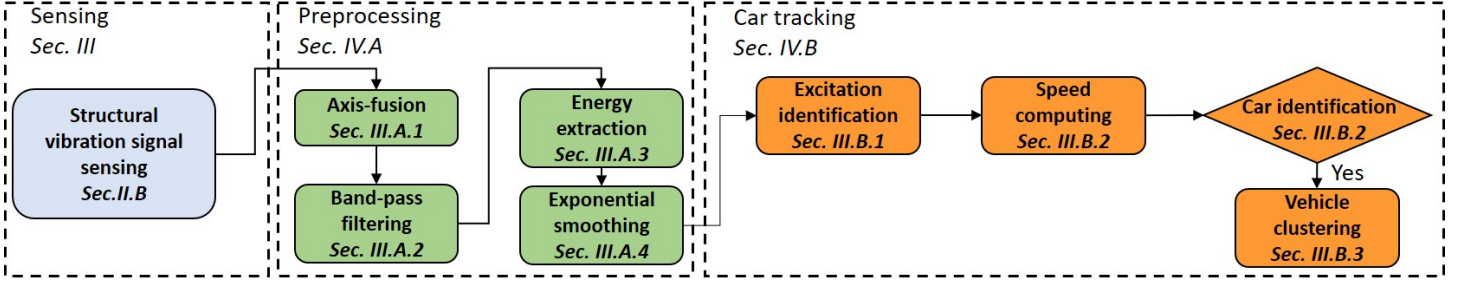 Sensing
Sec. III
Structural
vibration signal
sensing
Sec.II.B
Preprocessing
Sec. IV.A
Axis-fusion
Sec. III.A.1
Band-pass
filtering
Sec. III.A.2
Energy
extraction
Sec. III.A.3
Exponential
smoothing
Sec. III.A.4
Car tracking
Sec. IV.B
Excitation
identification
Sec. III.B.1
Speed
computing
Sec. III.B.2
Car identification
Sec. III.B.2
Yes
Vehicle
clustering
Sec. III.B.3